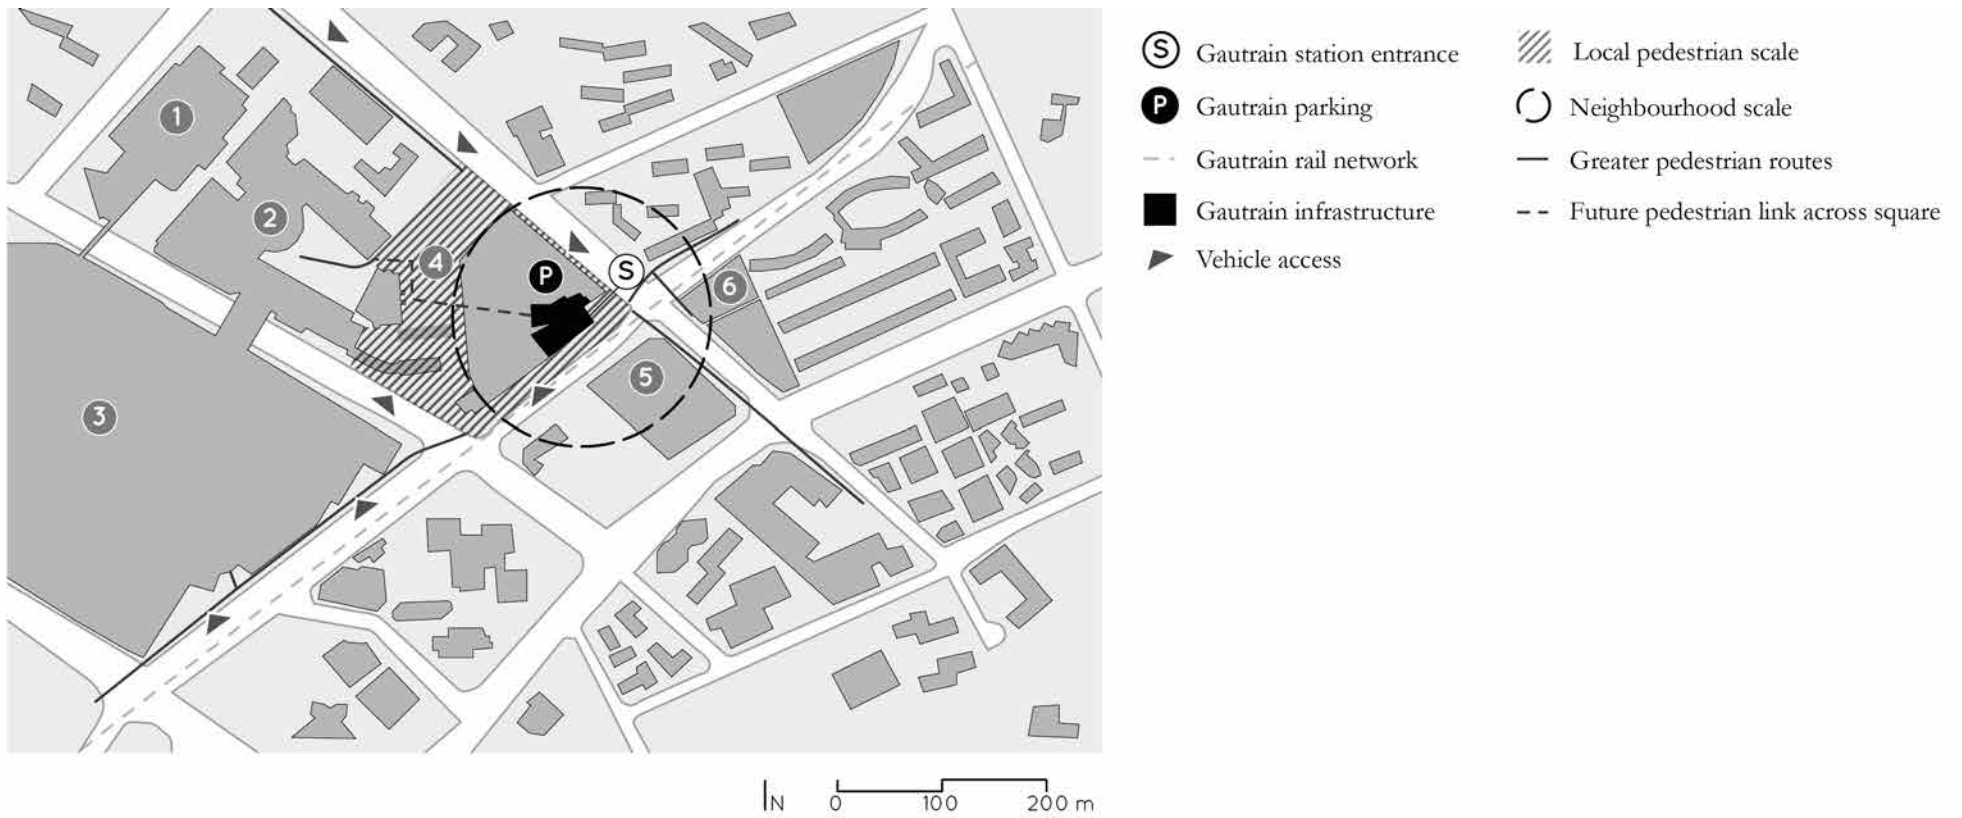 1
2
3
4
5
6
P
S
S Gautrain station entrance
P Gautrain parking
Gautrain rail network
Gautrain infrastructure
Vehicle access
Local pedestrian scale
Neighbourhood scale
Greater pedestrian routes
Future pedestrian link across square
N
0 100 200 m